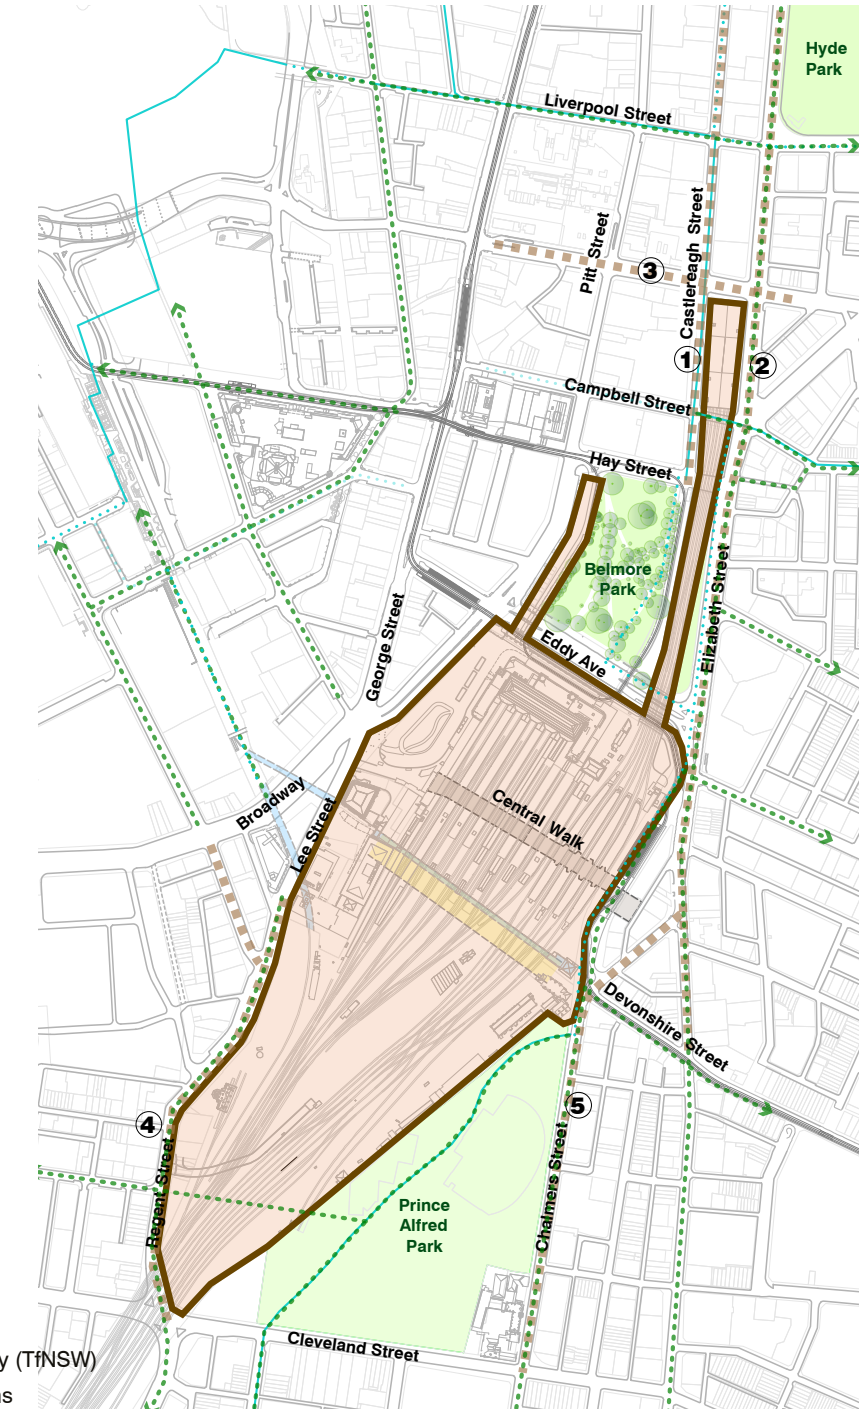 Hyde
Park
Liverpool Street
Pitt Street
Castlereagh Street
3
1
2
Campbell Street
Hay Street
Belmore
Park
Elizabeth Street
George Street
Eddy Ave
Broadway
Lee Street
Central Walk
Devonshire Street
4
5
Regent Street
Chalmers Street
Prince
Alfred
Park
Cleveland Street
y (TfNSW)
ns